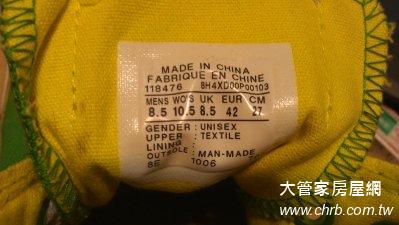 MADE IN CHINA
FABRIQUE EN CHINE
118476 8H4XD00P00103
MENS WO'S UK EUR CM
8.5 10.5 8.5 42 27
GENDER : UNISEX
UPPER : TEXTILE
LINING :
OUTSOLE : MAN-MADE
SE 1006
大管家房屋網
www.chrb.com.tw